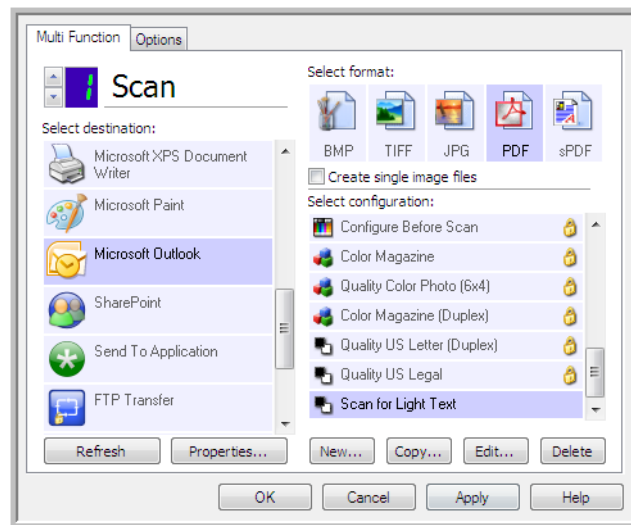 Multi Function
Options
1 Scan
Select destination:
Microsoft XPS Document
Writer
Microsoft Paint
Microsoft Outlook
SharePoint
Send To Application
FTP Transfer
Refresh
Properties...
Select format:
BMP TIFF JPG PDF sPDF
Create single image files
Select configuration:
Configure Before Scan
Color Magazine
Quality Color Photo (6x4)
Color Magazine (Duplex)
Quality US Letter (Duplex)
Quality US Legal
Scan for Light Text
New... Copy... Edit... Delete
OK Cancel Apply Help